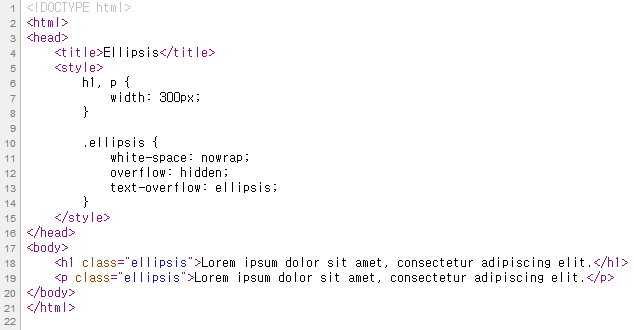 1 <!DOCTYPE html>
2 <html>
3 <head>
4     <title>Ellipsis</title>
5     <style>
6         h1, p {
7             width: 300px;
8         }
9
10         .ellipsis {
11             white-space: nowrap;
12             overflow: hidden;
13             text-overflow: ellipsis;
14         }
15     </style>
16 </head>
17 <body>
18     <h1 class="ellipsis">Lorem ipsum dolor sit amet, consectetur adipiscing elit.</h1>
19     <p class="ellipsis">Lorem ipsum dolor sit amet, consectetur adipiscing elit.</p>
20 </body>
21 </html>
22